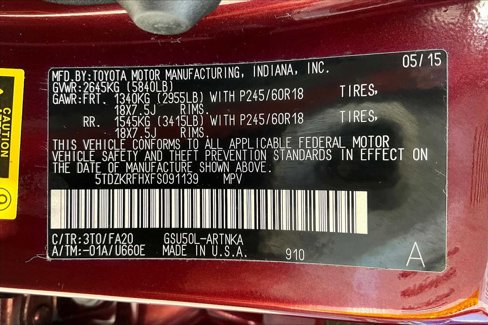 MFD.BY:TOYOTA MOTOR MANUFACTURING, INDIANA, INC. 05/15
GVWR:2645KG (5840LB)
GAWR:FRT. 1340KG (2955LB) WITH P245/60R18 TIRES,
18X7.5J RIMS.
RR. 1545KG (3415LB) WITH P245/60R18 TIRES,
18X7.5J RIMS.
THIS VEHICLE CONFORMS TO ALL APPLICABLE FEDERAL MOTOR
VEHICLE SAFETY AND THEFT PREVENTION STANDARDS IN EFFECT ON
THE DATE OF MANUFACTURE SHOWN ABOVE.
5TDZKRFHXFS091139 MPV
C/TR:3T0/FA20 GSU50L-ARTNKA
A/TM:-01A/U660E MADE IN U.S.A. 910 A
CAUTION